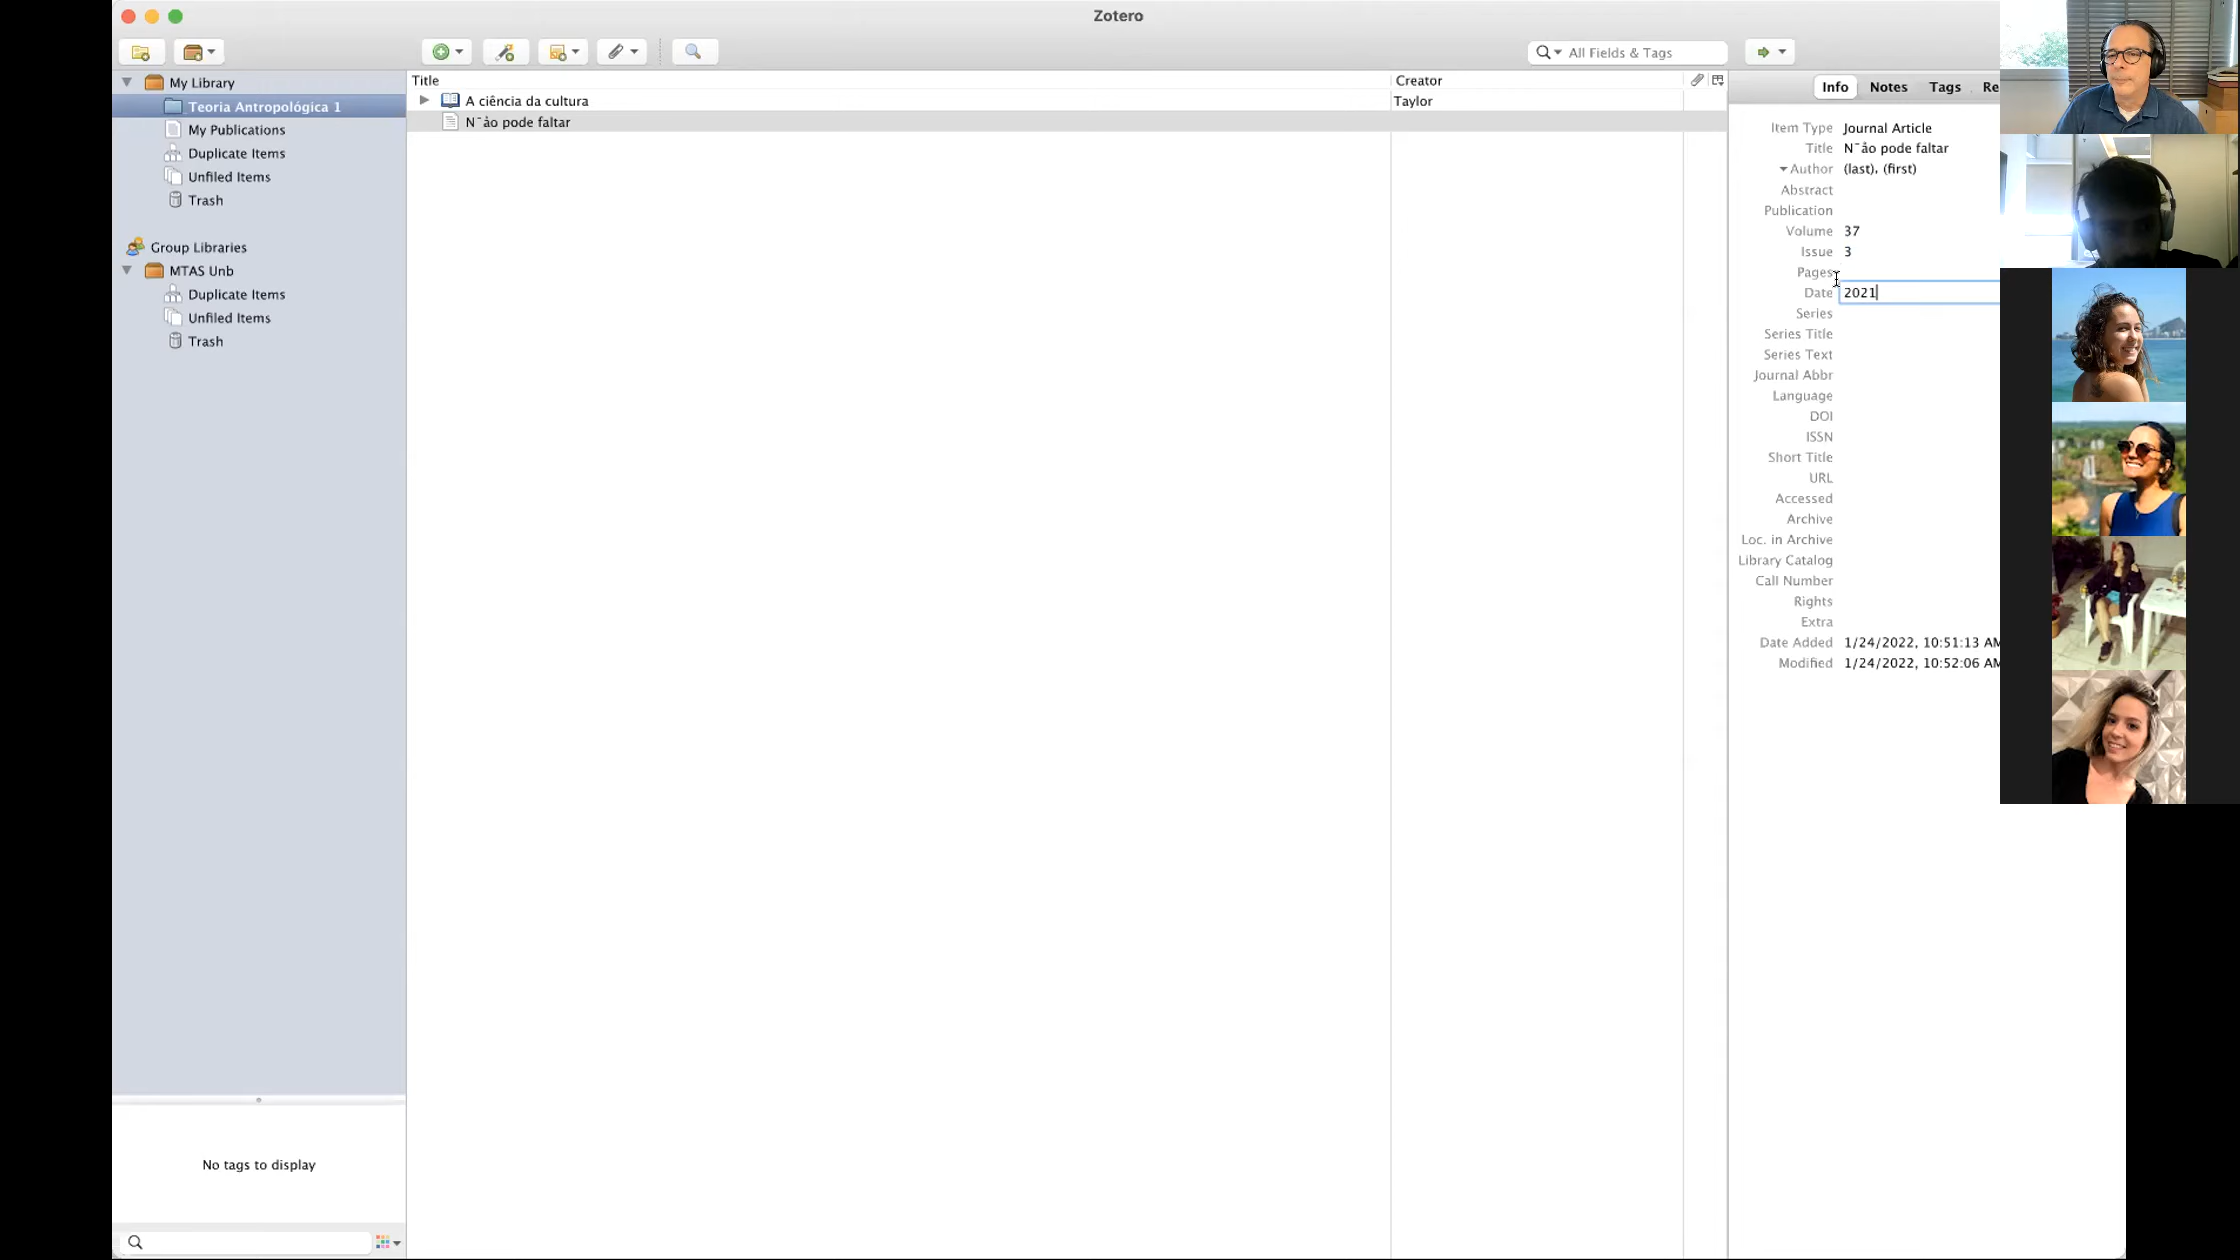 Zotero
All Fields & Tags
My Library
Teoria Antropológica 1
My Publications
Duplicate Items
Unfiled Items
Trash
Group Libraries
MTAS Unb
Duplicate Items
Unfiled Items
Trash
No tags to display
Title Creator
A ciência da cultura Taylor
N¯ảo pode faltar
Info Notes Tags Re
Item Type Journal Article
Title N¯ảo pode faltar
Author (last), (first)
Abstract
Publication
Volume 37
Issue 3
Pages
Date 2021
Series
Series Title
Series Text
Journal Abbr
Language
DOI
ISSN
Short Title
URL
Accessed
Archive
Loc. in Archive
Library Catalog
Call Number
Rights
Extra
Date Added 1/24/2022, 10:51:13 AM
Modified 1/24/2022, 10:52:06 AM